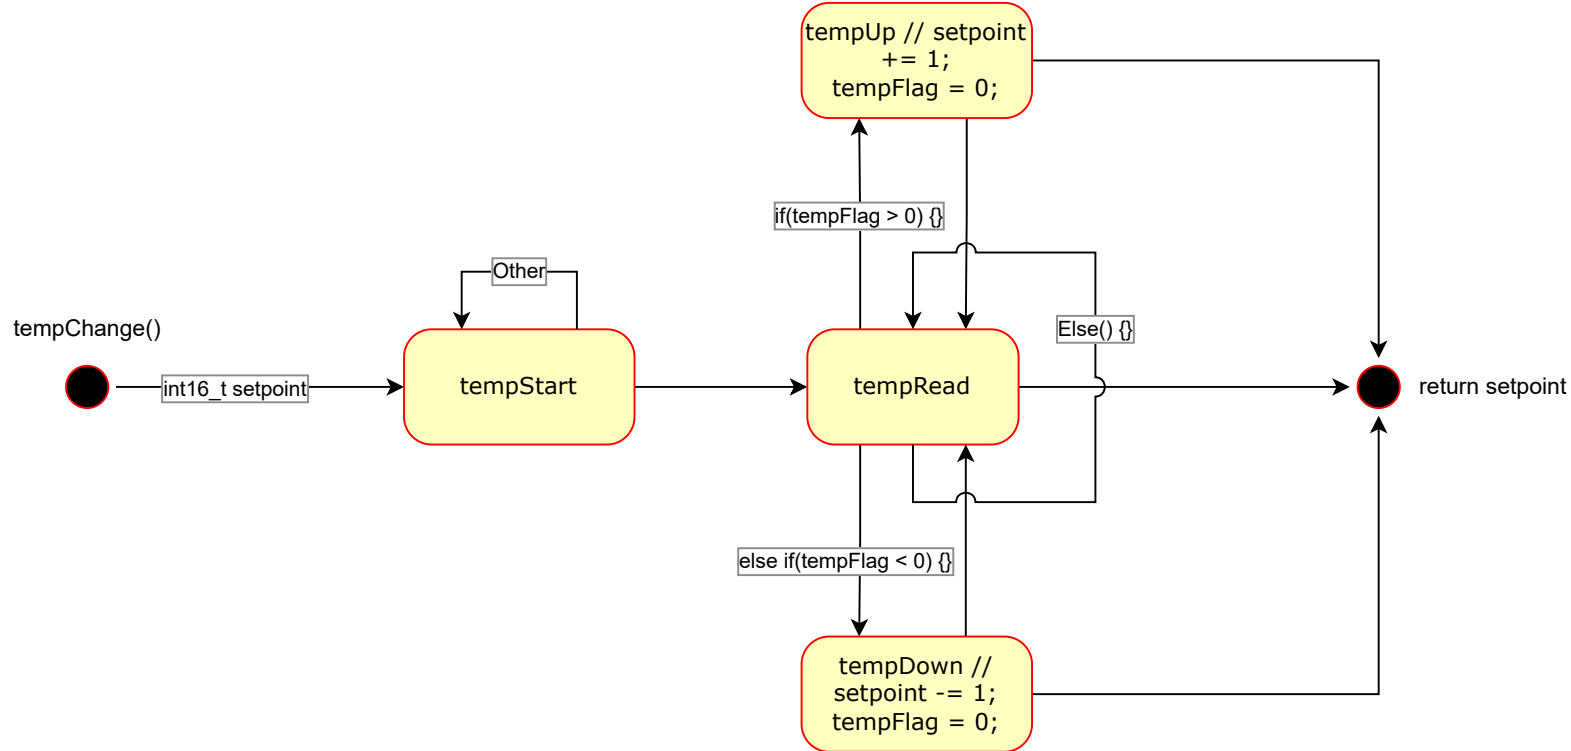 tempUp // setpoint
+= 1;
tempFlag = 0;
if(tempFlag > 0) {}
Other
tempChange()
Else() {}
int16_t setpoint
tempStart
tempRead
return setpoint
else if(tempFlag < 0) {}
tempDown //
setpoint -= 1;
tempFlag = 0;